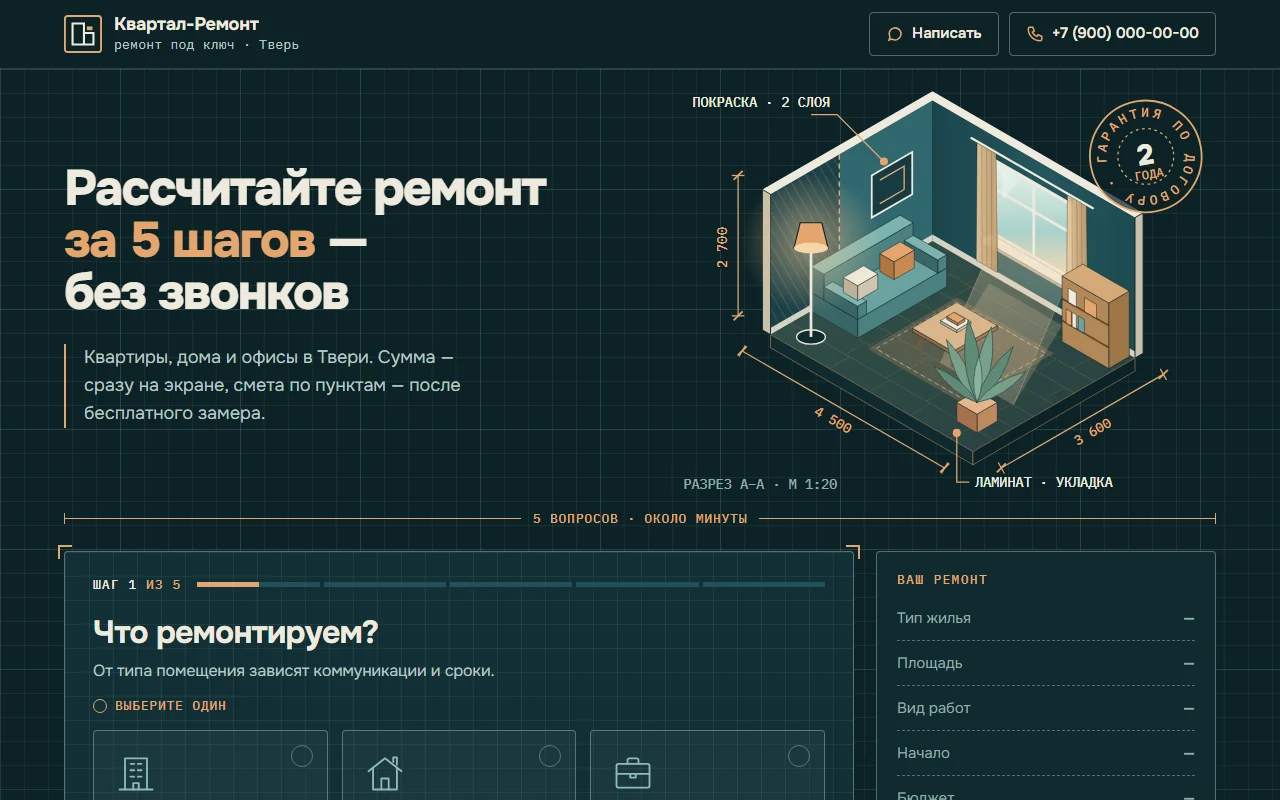 Квартал-Ремонт
ремонт под ключ · Тверь
Написать
+7 (900) 000-00-00
ПОКРАСКА · 2 СЛОЯ
ГАРАНТИЯ ПО ДОГОВОРУ ·
2
ГОДА
Рассчитайте ремонт
за 5 шагов —
без звонков
2 700
Квартиры, дома и офисы в Твери. Сумма —
сразу на экране, смета по пунктам — после
бесплатного замера.
4 500
3 600
РАЗРЕЗ А–А · М 1:20
ЛАМИНАТ · УКЛАДКА
5 ВОПРОСОВ · ОКОЛО МИНУТЫ
ШАГ 1 ИЗ 5
Что ремонтируем?
От типа помещения зависят коммуникации и сроки.
ВЫБЕРИТЕ ОДИН
ВАШ РЕМОНТ
Тип жилья —
Площадь —
Вид работ —
Начало —
Бюджет —